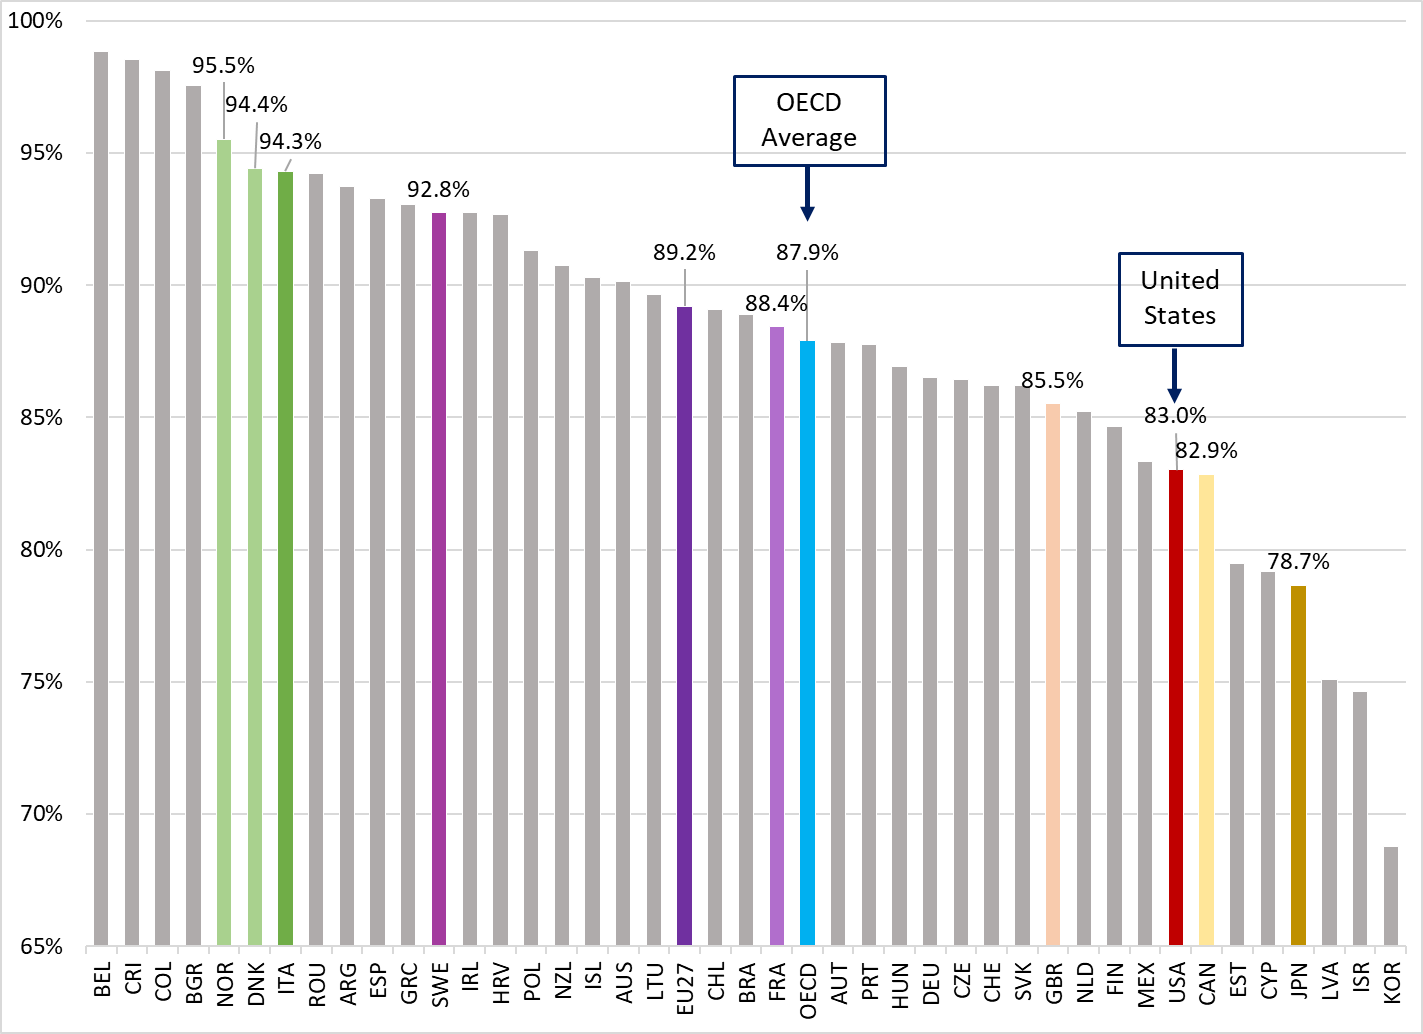 100%
95%
90%
85%
80%
75%
70%
65%
95.5%
94.4%
94.3%
92.8%
89.2%
88.4%
87.9%
85.5%
83.0%
82.9%
78.7%
OECD
Average
United
States
BEL
CRI
COL
BGR
NOR
DNK
ITA
ROU
ARG
ESP
GRC
SWE
IRL
HRV
POL
NZL
ISL
AUS
LTU
EU27
CHL
BRA
FRA
OECD
AUT
PRT
HUN
DEU
CZE
CHE
SVK
GBR
NLD
FIN
MEX
USA
CAN
EST
CYP
JPN
LVA
ISR
KOR